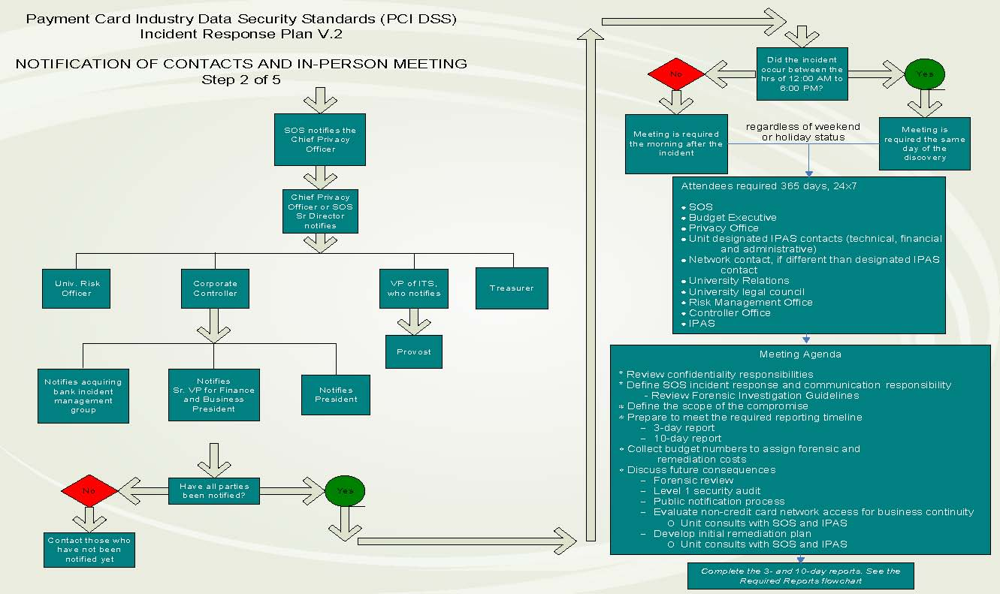 Payment Card Industry Data Security Standards (PCI DSS)
Incident Response Plan V.2
NOTIFICATION OF CONTACTS AND IN-PERSON MEETING
Step 2 of 5
SOS notifies the
Chief Privacy
Officer
Chief Privacy
Officer or SOS
Sr Director
notifies
Univ. Risk
Officer
Corporate
Controller
VP of ITS,
who notifies
Treasurer
Provost
Notifies acquiring
bank incident
management
group
Notifies
Sr. VP for Finance
and Business
President
Notifies
President
Have all parties
been notified?
No
Yes
Contact those who
have not been
notified yet
Did the incident
occur between the
hrs of 12:00 AM to
6:00 PM?
No
Yes
Meeting is required
the morning after the
incident
regardless of weekend
or holiday status
Meeting is
required the same
day of the
discovery
Attendees required 365 days, 24x7
• SOS
• Budget Executive
• Privacy Office
• Unit designated IPAS contacts (technical, financial
and administrative)
• Network contact, if different than designated IPAS
contact
• University Relations
• University legal council
• Risk Management Office
• Controller Office
• IPAS
Meeting Agenda
* Review confidentiality responsibilities
* Define SOS incident response and communication responsibility
- Review Forensic Investigation Guidelines
* Define the scope of the compromise
* Prepare to meet the required reporting timeline
– 3-day report
– 10-day report
* Collect budget numbers to assign forensic and
remediation costs
* Discuss future consequences
– Forensic review
– Level 1 security audit
– Public notification process
– Evaluate non-credit card network access for business continuity
o Unit consults with SOS and IPAS
– Develop initial remediation plan
o Unit consults with SOS and IPAS
Complete the 3- and 10-day reports. See the
Required Reports flowchart